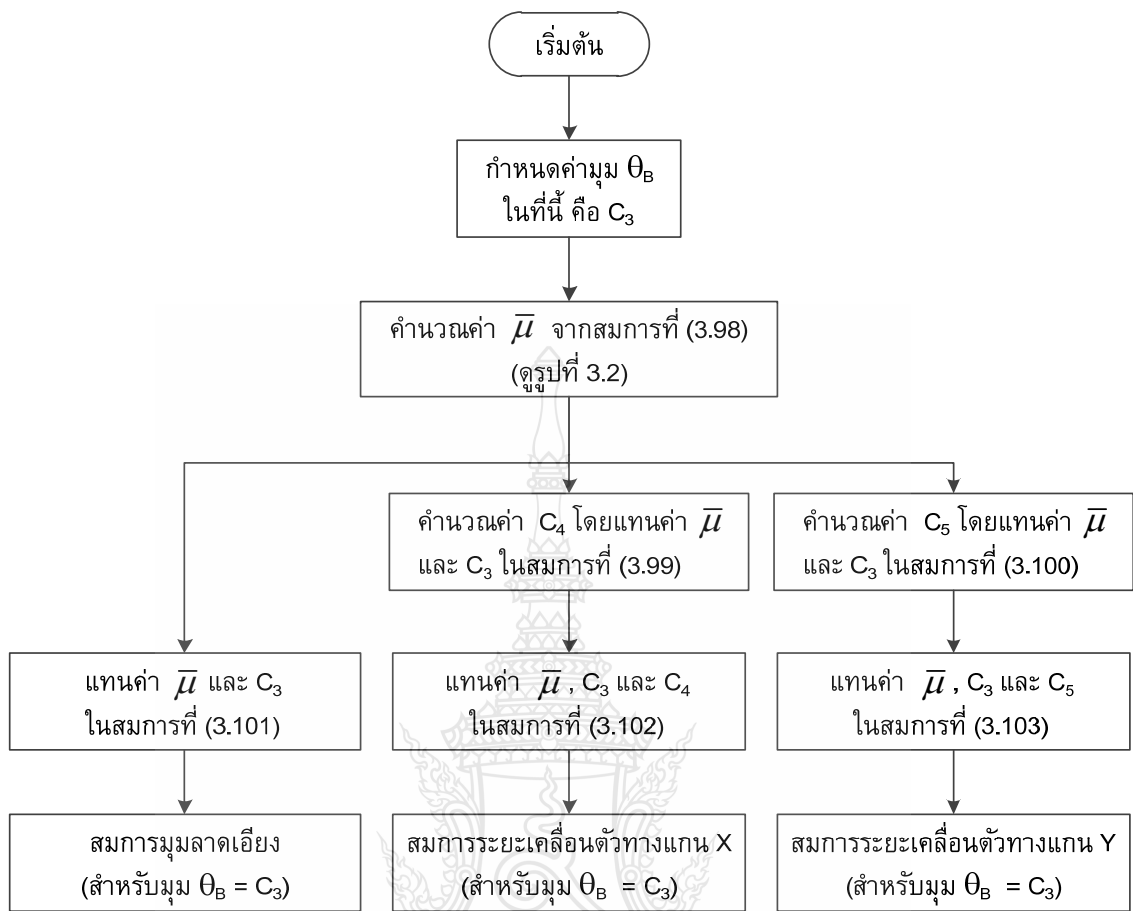 เริ่มต้น
กำหนดค่ามุม θ_B
ในที่นี้ คือ C₃
คำนวณค่า μ̄ จากสมการที่ (3.98)
(ดูรูปที่ 3.2)
คำนวณค่า C₄ โดยแทนค่า μ̄
และ C₃ ในสมการที่ (3.99)
คำนวณค่า C₅ โดยแทนค่า μ̄
และ C₃ ในสมการที่ (3.100)
แทนค่า μ̄ และ C₃
ในสมการที่ (3.101)
แทนค่า μ̄ , C₃ และ C₄
ในสมการที่ (3.102)
แทนค่า μ̄ , C₃ และ C₅
ในสมการที่ (3.103)
สมการมุมลาดเอียง
(สำหรับมุม θ_B = C₃)
สมการระยะเคลื่อนตัวทางแกน X
(สำหรับมุม θ_B = C₃)
สมการระยะเคลื่อนตัวทางแกน Y
(สำหรับมุม θ_B = C₃)